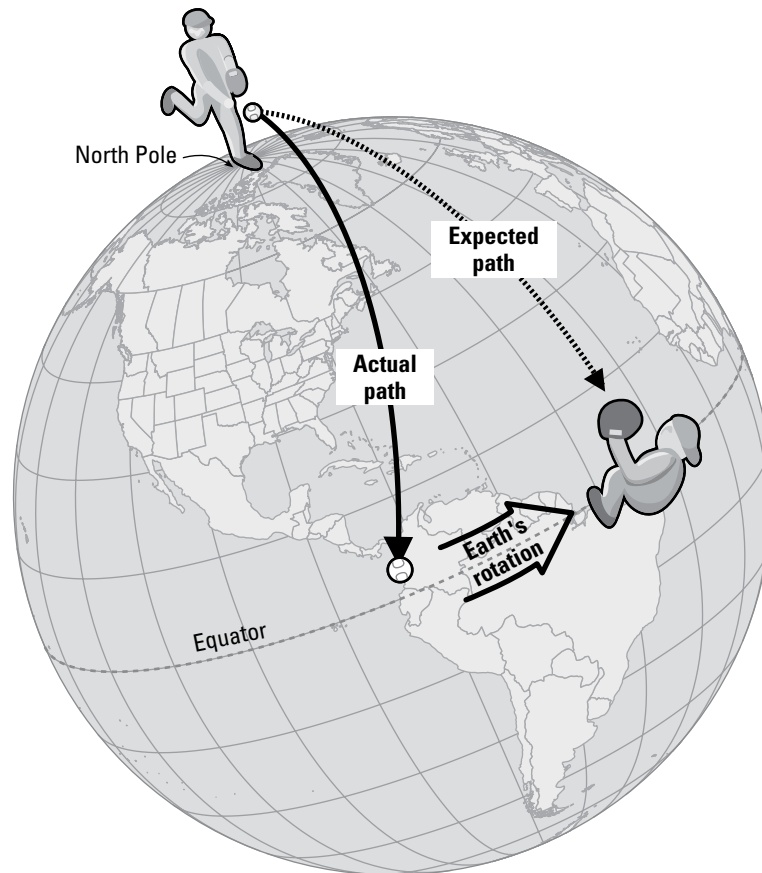 North Pole
Expected
path
Actual
path
Earth's
rotation
Equator